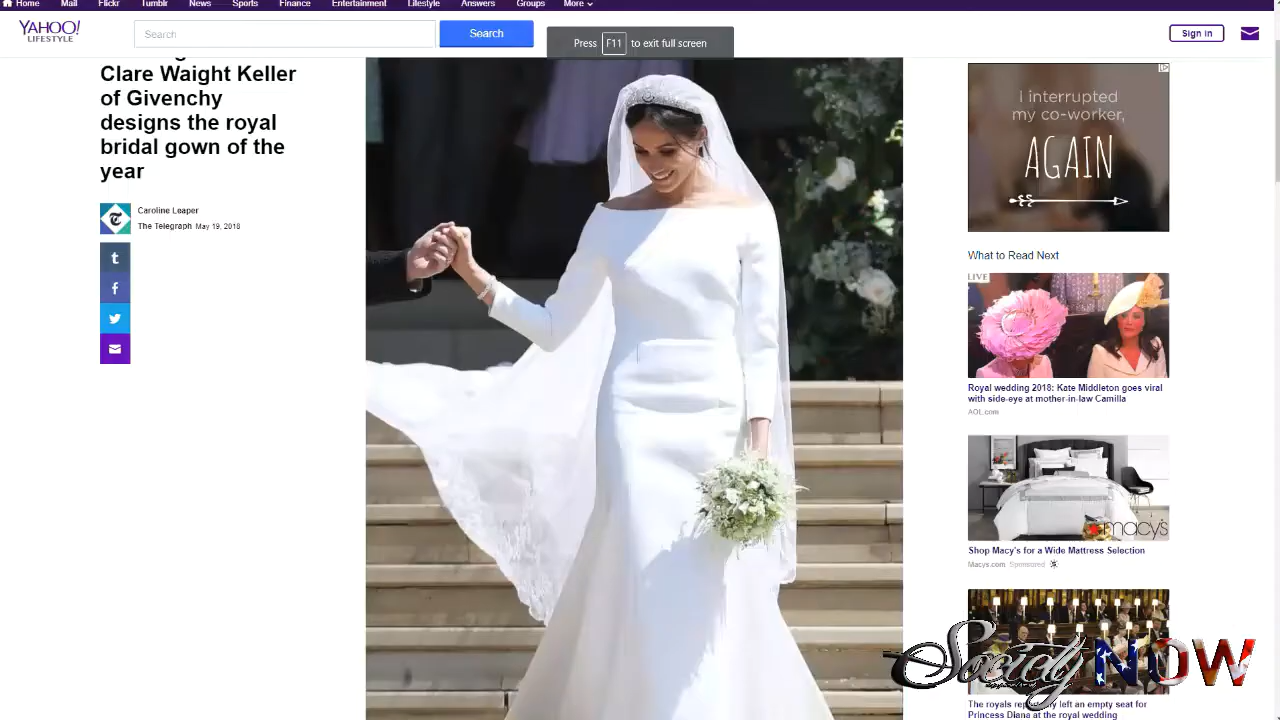 Home Mail Flickr Tumblr News Sports Finance Entertainment Lifestyle Answers Groups More
YAHOO!
LIFESTYLE
Search
Search
Press F11 to exit full screen
Sign in
Clare Waight Keller
of Givenchy
designs the royal
bridal gown of the
year
Caroline Leaper
The Telegraph May 19, 2018
I interrupted
my co-worker,
AGAIN
What to Read Next
LIVE
Royal wedding 2018: Kate Middleton goes viral
with side-eye at mother-in-law Camilla
AOL.com
macy's
Shop Macy's for a Wide Mattress Selection
Macys.com Sponsored
Society NOW
The royals reportedly left an empty seat for
Princess Diana at the royal wedding